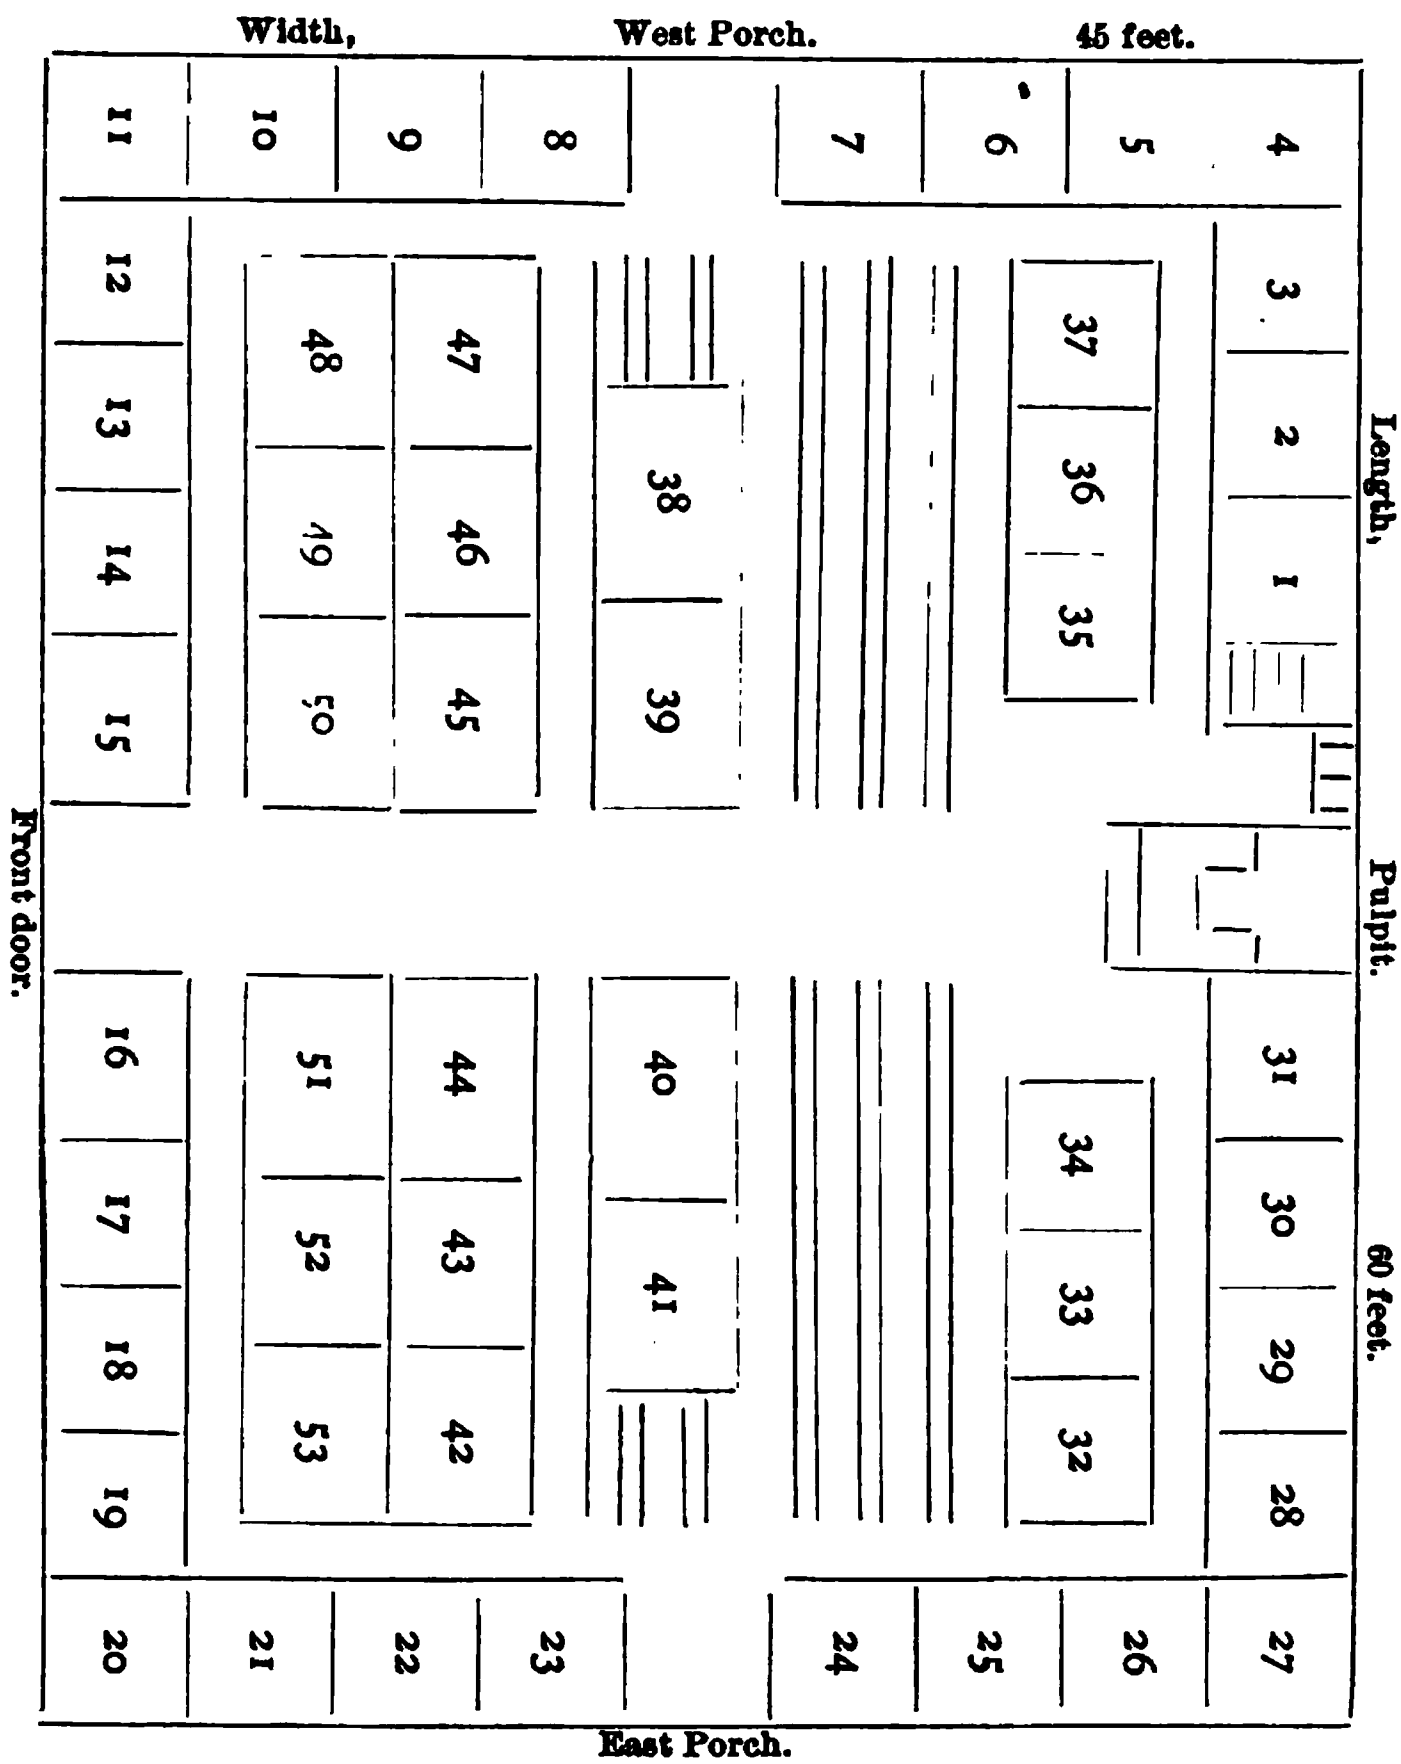 Width, West Porch. 45 feet.
11 10 9 8 7 6 5 4
12 3
48 47 37
13 38 2
49 46 36
14 1
35
15 50 45 39
Length,
Front door.
Pulpit.
16 51 44 40 31
34
17 52 43 30
41 33
18 29
53 42 32
19 28
60 feet.
20 21 22 23 24 25 26 27
East Porch.